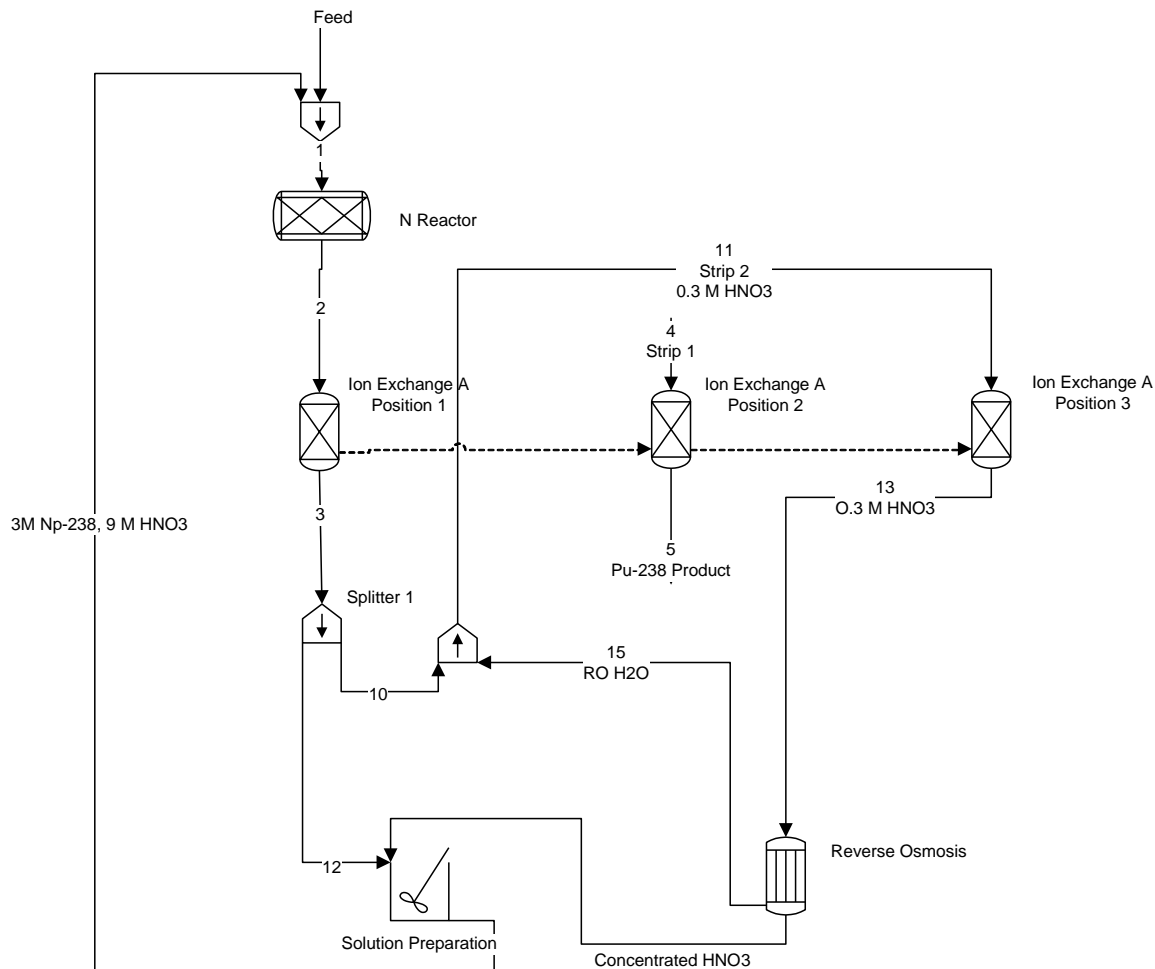 Feed
1
N Reactor
11
Strip 2
0.3 M HNO3
2
4
Strip 1
Ion Exchange A
Position 1
Ion Exchange A
Position 2
Ion Exchange A
Position 3
13
O.3 M HNO3
3
3M Np-238, 9 M HNO3
5
Pu-238 Product
Splitter 1
15
RO H2O
10
Reverse Osmosis
12
Solution Preparation
Concentrated HNO3